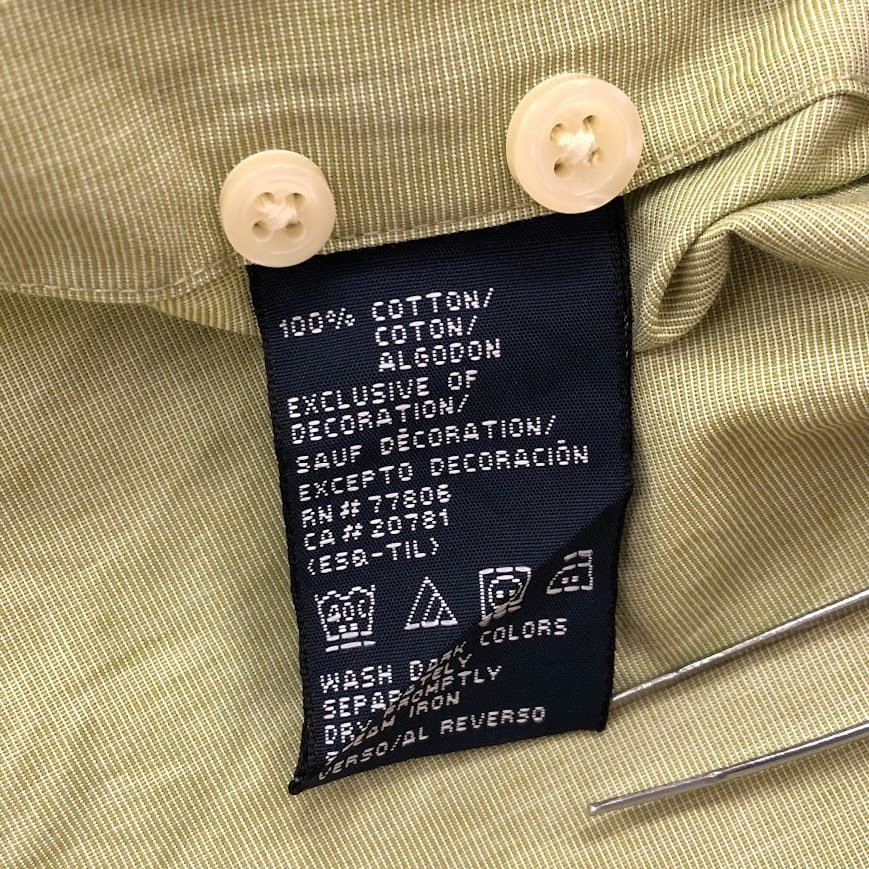 100% COTTON/
COTON/
ALGODON
EXCLUSIVE OF
DECORATION/
SAUF DÉCORATION/
EXCEPTO DECORACIÓN
RN# 77806
CA# 20781
(ESQ-TIL)
40C
WASH DARK COLORS
PROMPTLY
IRON
VERSO/AL REVERSO